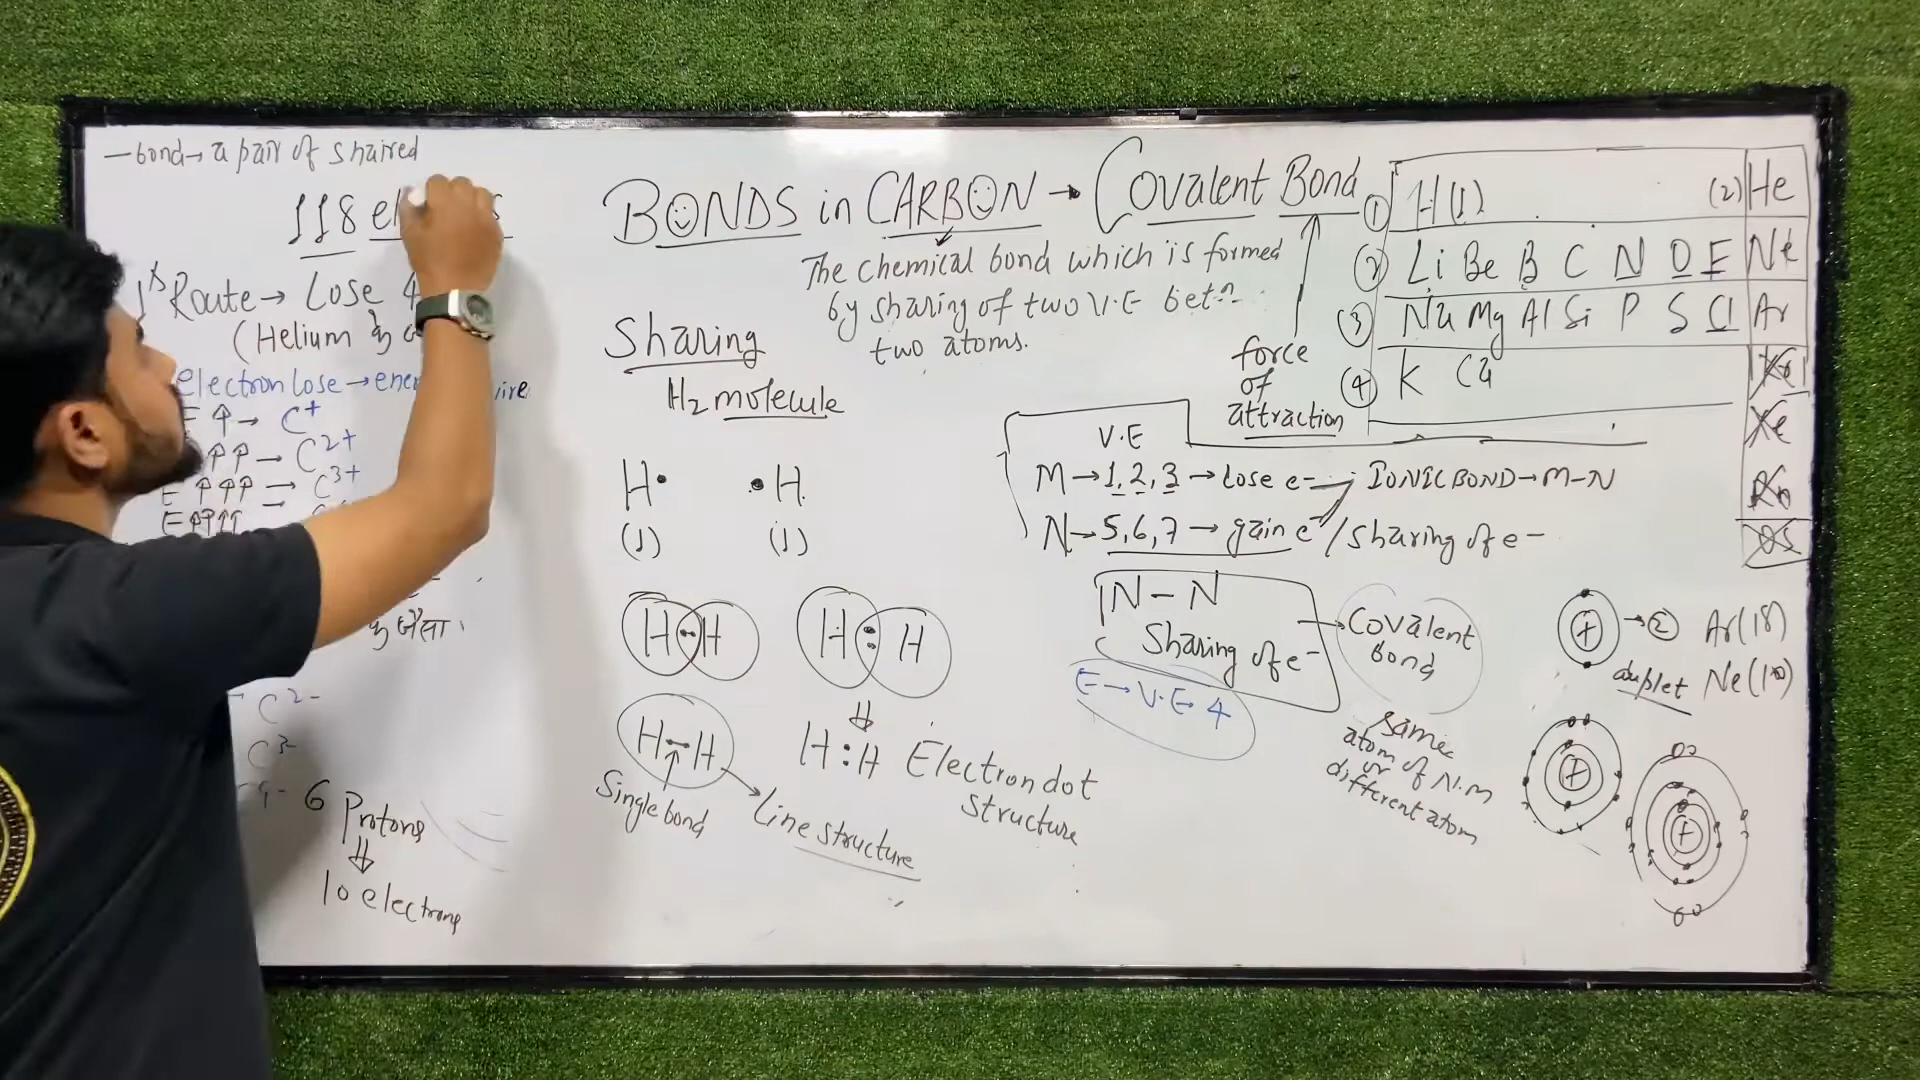 — bond → a pair of shaired
118 el
1st Route → Lose 4
(Helium के
electron lose → ene
E ↑ → C+
↑↑ → C2+
E ↑↑↑ → C3+
E↑↑↑↑ →
के जैसा।
C2-
C3-
4- 6 Protons
⇓
10 electrons
BONDS in CARBON → Covalent Bond
The chemical bond which is formed
by sharing of two V.E betn
two atoms.
Sharing
H2 molecule
H• •H
(1) (1)
H••H H:H
H–H
Single bond
Line structure
⇓
H:H Electron dot
structure
force
of
attraction
V.E
M→1,2,3 → Lose e- IONIC BOND → M-N
N→5,6,7 → gain e- / sharing of e-
N–N
Sharing of e-
Covalent
Bond
E → V.E 4
same
atom of N.M
or
different atom
① H(1) (2) He
② Li Be B C N O F Ne
(3) Na Mg Al Si P S Cl Ar
(4) K Ca Kr
Xe
Rn
+ → ② Ar(18)
duplet Ne(10)
+
+